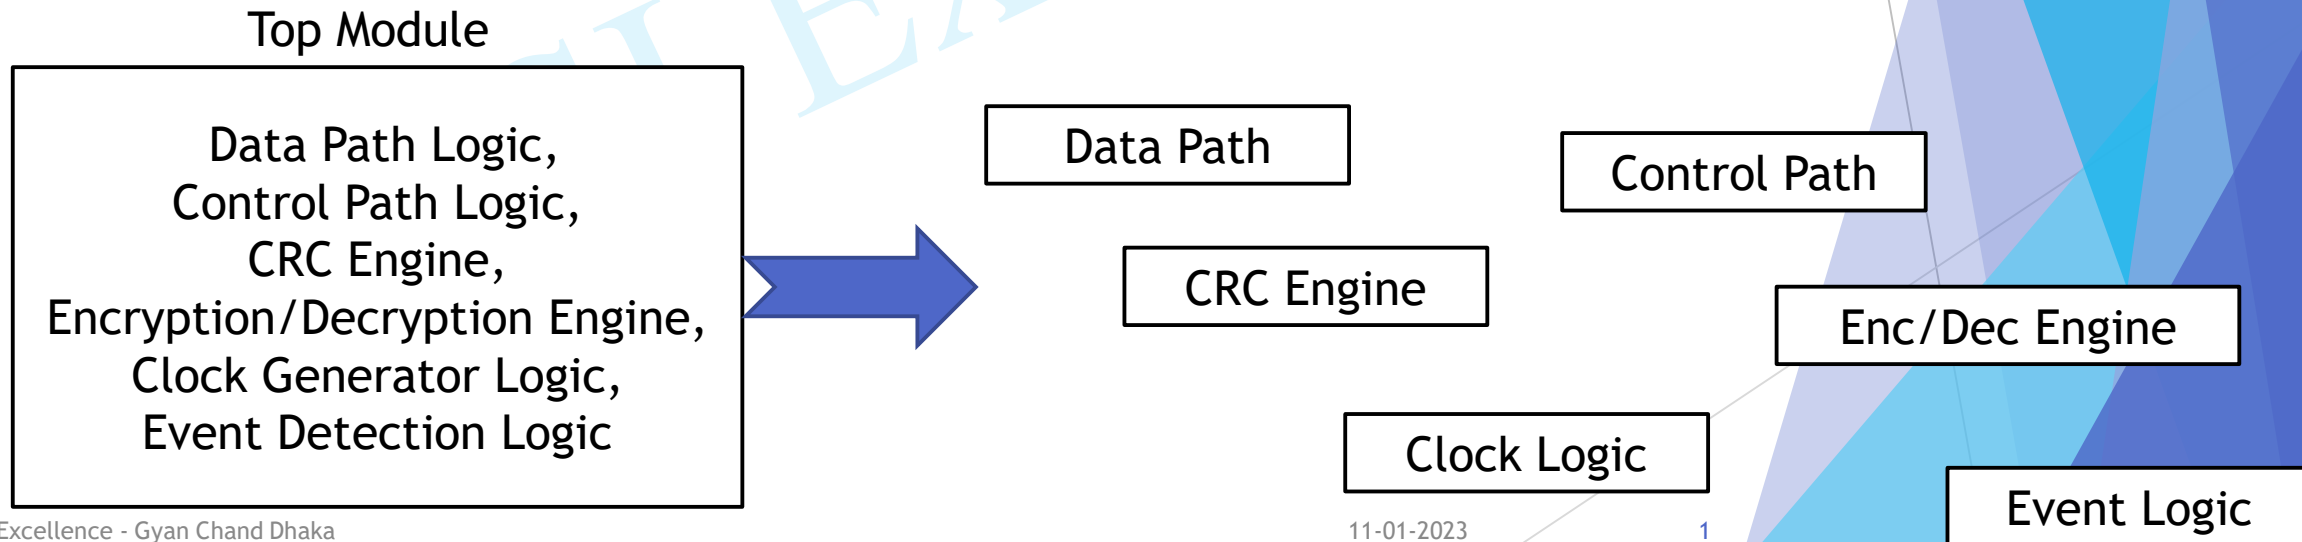 Top Module
Data Path Logic,
Control Path Logic,
CRC Engine,
Encryption/Decryption Engine,
Clock Generator Logic,
Event Detection Logic
Data Path
Control Path
CRC Engine
Enc/Dec Engine
Clock Logic
Event Logic
Excellence - Gyan Chand Dhaka
11-01-2023
1